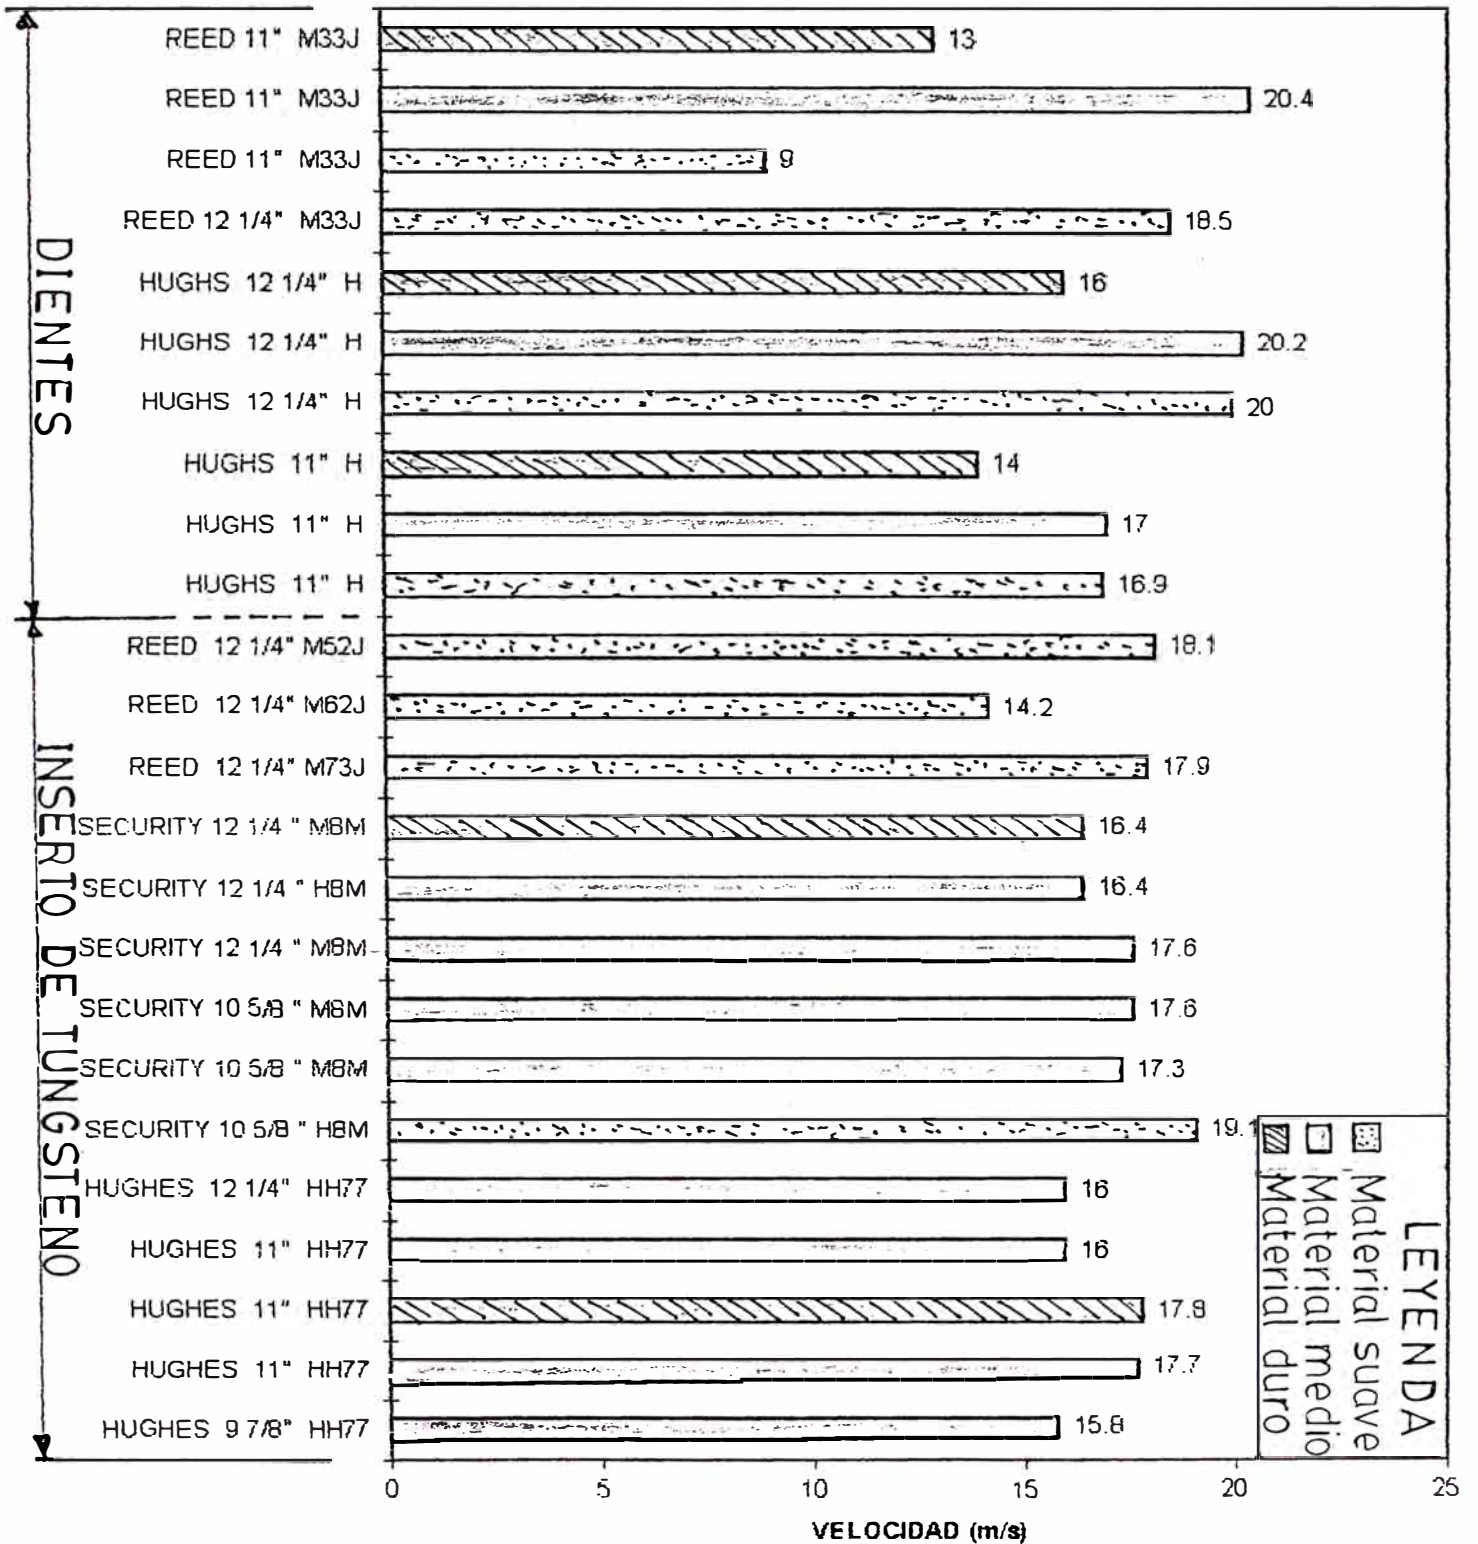 REED 11" M33J 13
REED 11" M33J 20.4
REED 11" M33J 9
REED 12 1/4" M33J 18.5
HUGHS 12 1/4" H 16
HUGHS 12 1/4" H 20.2
HUGHS 12 1/4" H 20
HUGHS 11" H 14
HUGHS 11" H 17
HUGHS 11" H 16.9
DIENTES
REED 12 1/4" M52J 18.1
REED 12 1/4" M62J 14.2
REED 12 1/4" M73J 17.9
SECURITY 12 1/4 " M8M 16.4
SECURITY 12 1/4 " H8M 16.4
SECURITY 12 1/4 " M8M 17.6
SECURITY 10 5/8 " M8M 17.6
SECURITY 10 5/8 " M8M 17.3
SECURITY 10 5/8 " H8M 19.1
HUGHES 12 1/4" HH77 16
HUGHES 11" HH77 16
HUGHES 11" HH77 17.8
HUGHES 11" HH77 17.7
HUGHES 9 7/8" HH77 15.8
INSERTO DE TUNGSTENO
LEYENDA
Material suave
Material medio
Material duro
0 5 10 15 20 25
VELOCIDAD (m/s)